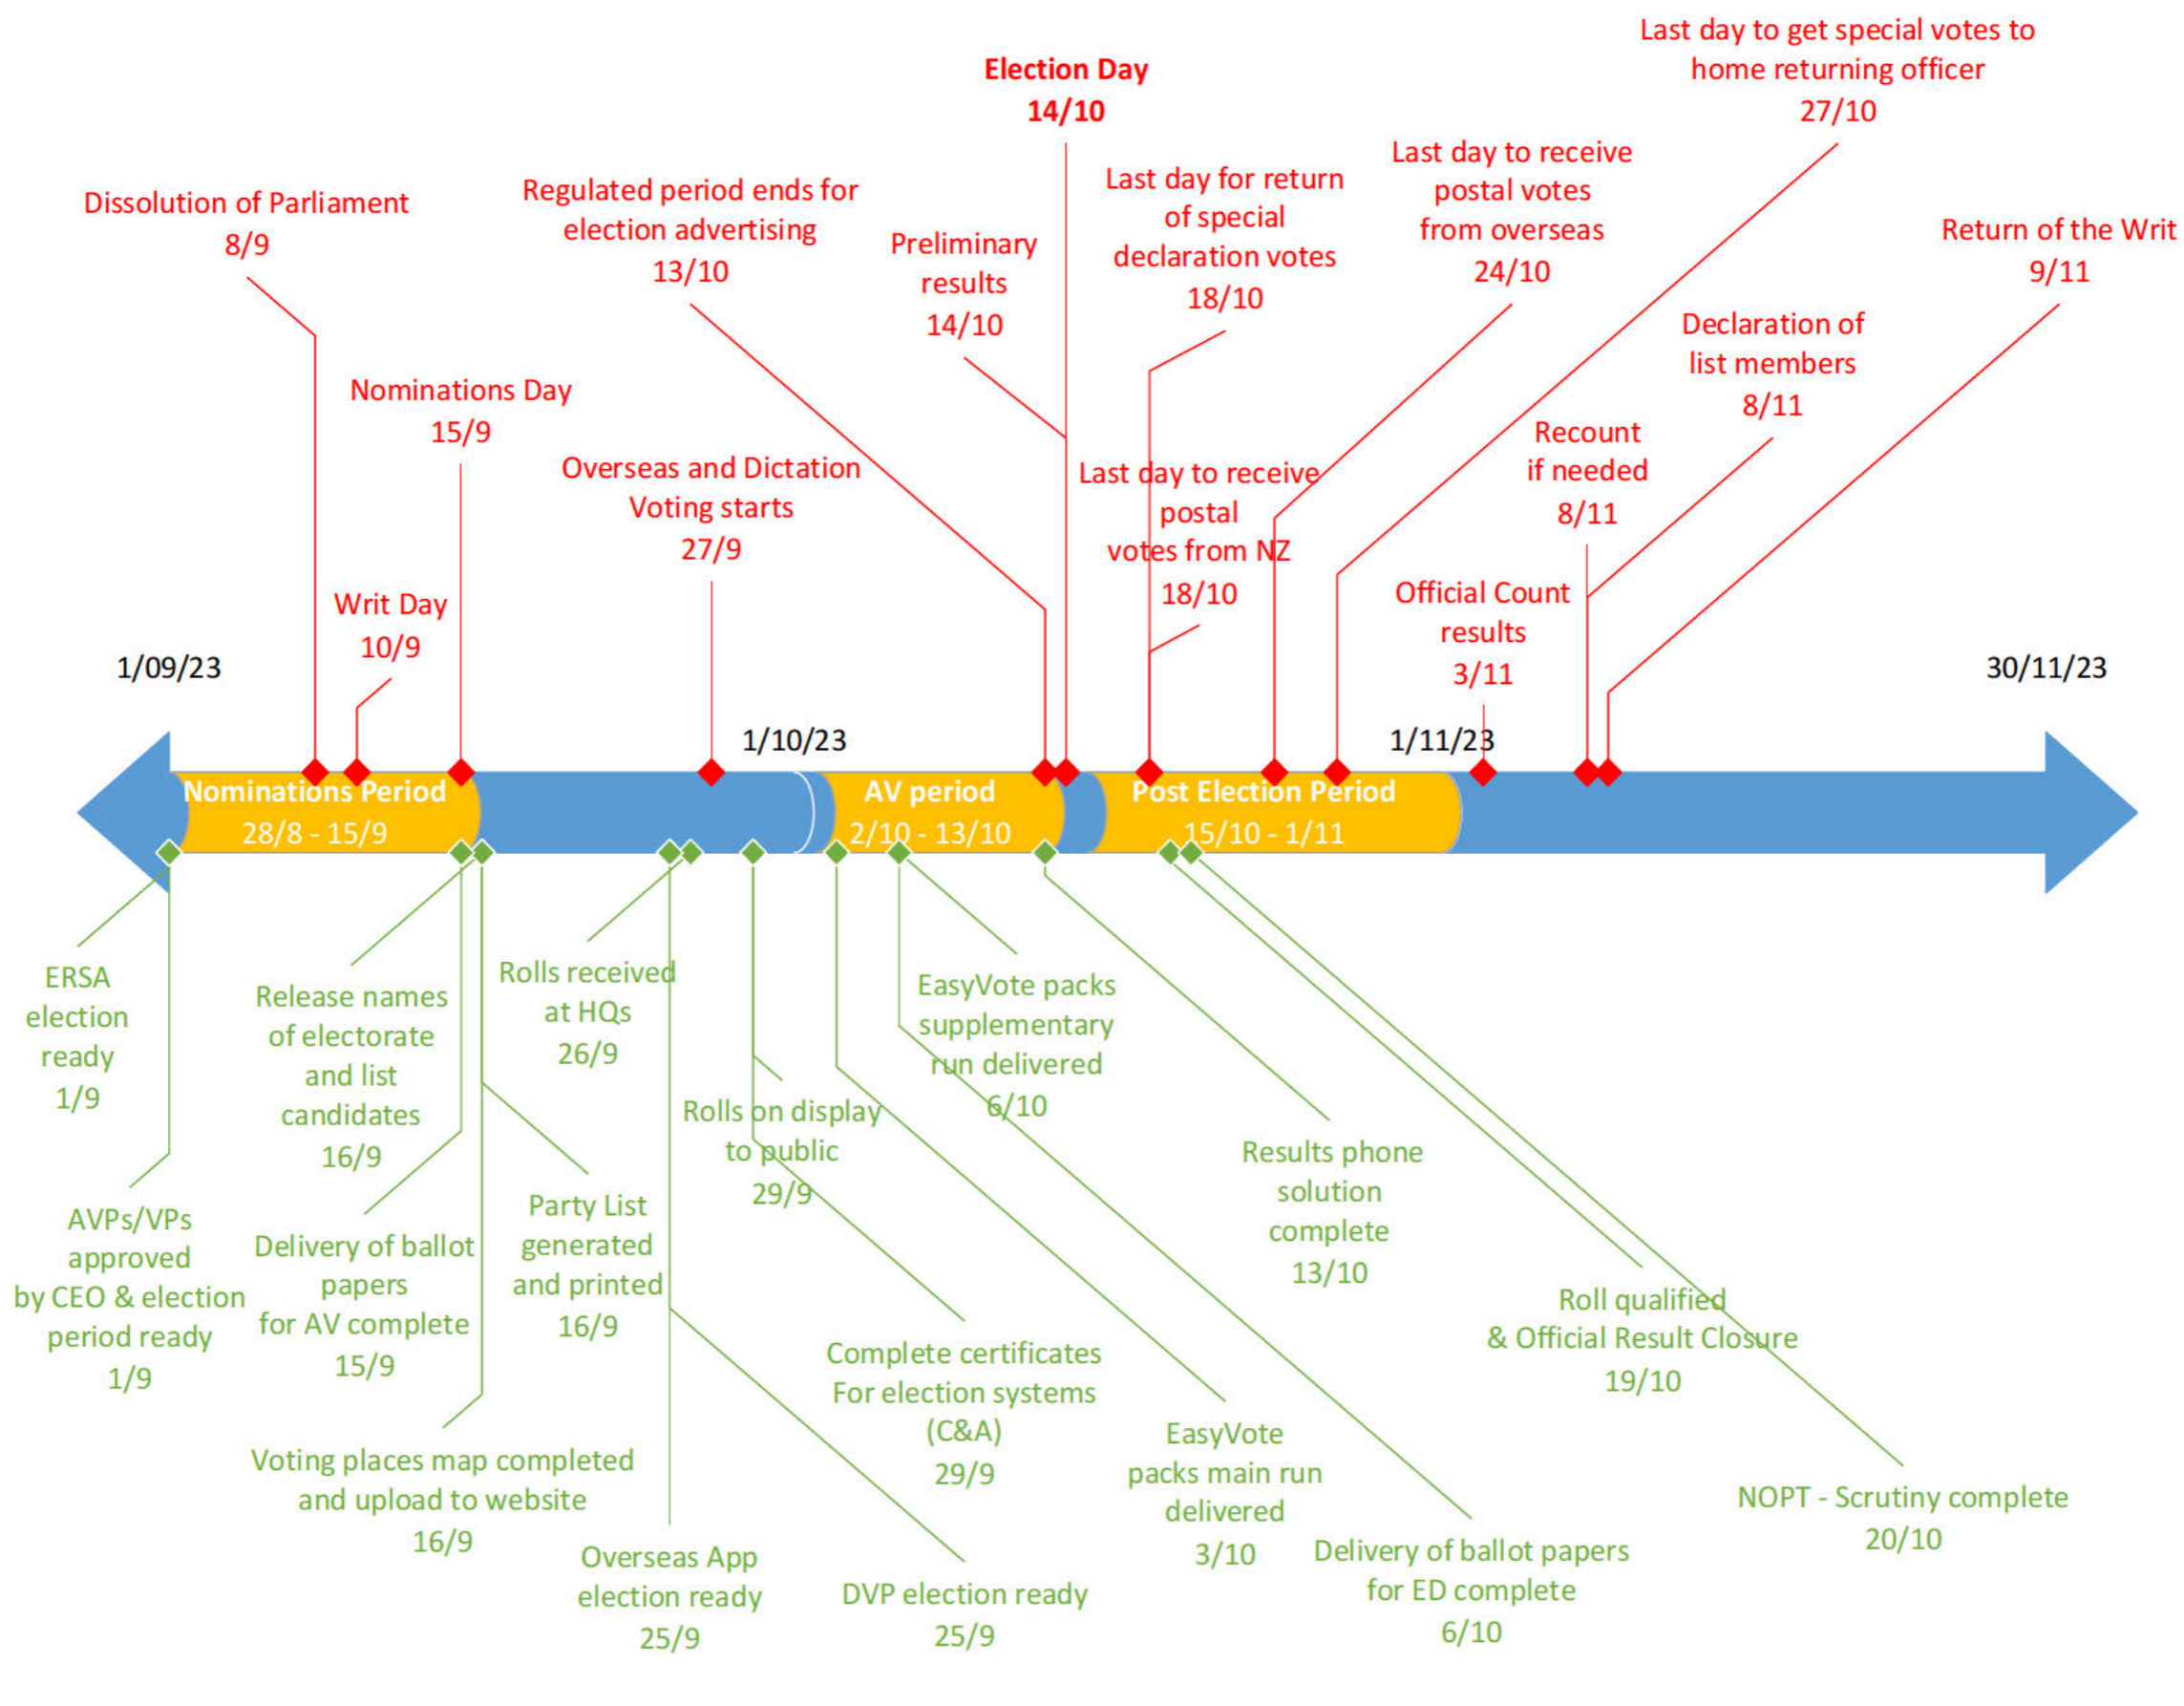 Last day to get special votes to
home returning officer
27/10
Election Day
14/10
Last day to receive
postal votes
from overseas
24/10
Last day for return
of special
declaration votes
18/10
Regulated period ends for
election advertising
13/10
Dissolution of Parliament
8/9
Preliminary
results
14/10
Return of the Writ
9/11
Declaration of
list members
8/11
Nominations Day
15/9
Recount
if needed
8/11
Overseas and Dictation
Voting starts
27/9
Last day to receive
postal
votes from NZ
18/10
Official Count
results
3/11
Writ Day
10/9
1/09/23
30/11/23
1/10/23
1/11/23
Nominations Period
28/8 - 15/9
AV period
2/10 - 13/10
Post Election Period
15/10 - 1/11
ERSA
election
ready
1/9
Release names
of electorate
and list
candidates
16/9
Rolls received
at HQs
26/9
EasyVote packs
supplementary
run delivered
6/10
Rolls on display
to public
29/9
Results phone
solution
complete
13/10
AVPs/VPs
approved
by CEO & election
period ready
1/9
Delivery of ballot
papers
for AV complete
15/9
Party List
generated
and printed
16/9
Roll qualified
& Official Result Closure
19/10
Complete certificates
For election systems
(C&A)
29/9
EasyVote
packs main run
delivered
3/10
Voting places map completed
and upload to website
16/9
NOPT - Scrutiny complete
20/10
Overseas App
election ready
25/9
DVP election ready
25/9
Delivery of ballot papers
for ED complete
6/10